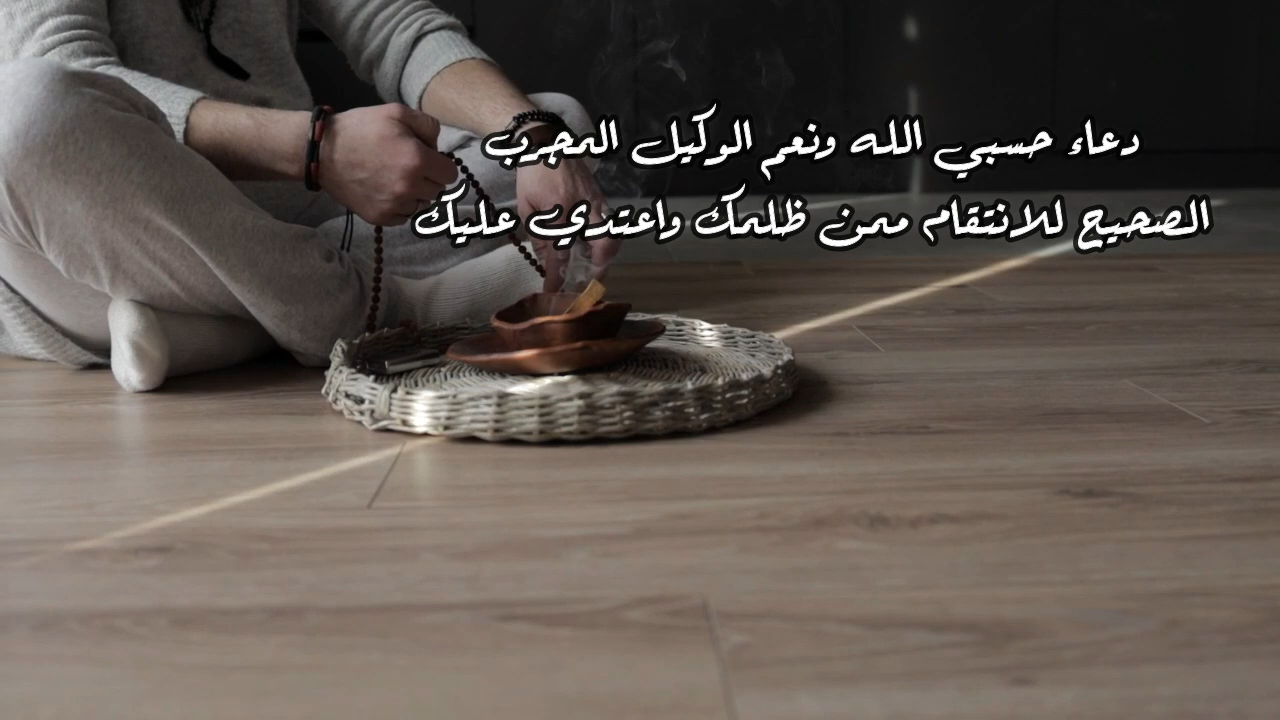 دعاء حسبي الله ونعم الوكيل المجرب
الصحيح للانتقام ممن ظلمك واعتدي عليك